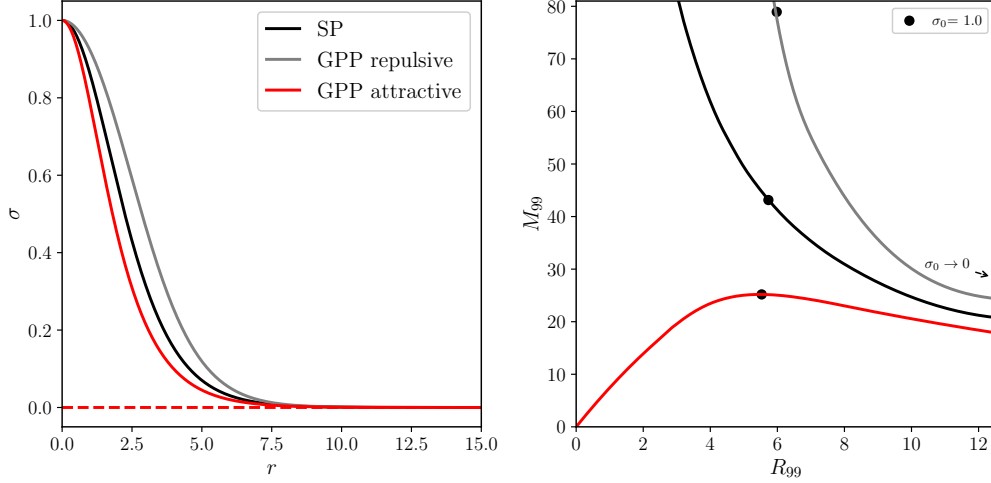 1.0
0.8
0.6
0.4
0.2
0.0
σ
0.0 2.5 5.0 7.5 10.0 12.5 15.0
r
SP
GPP repulsive
GPP attractive
80
70
60
50
40
30
20
10
0
M₉₉
0 2 4 6 8 10 12
R₉₉
σ₀= 1.0
σ₀ → 0